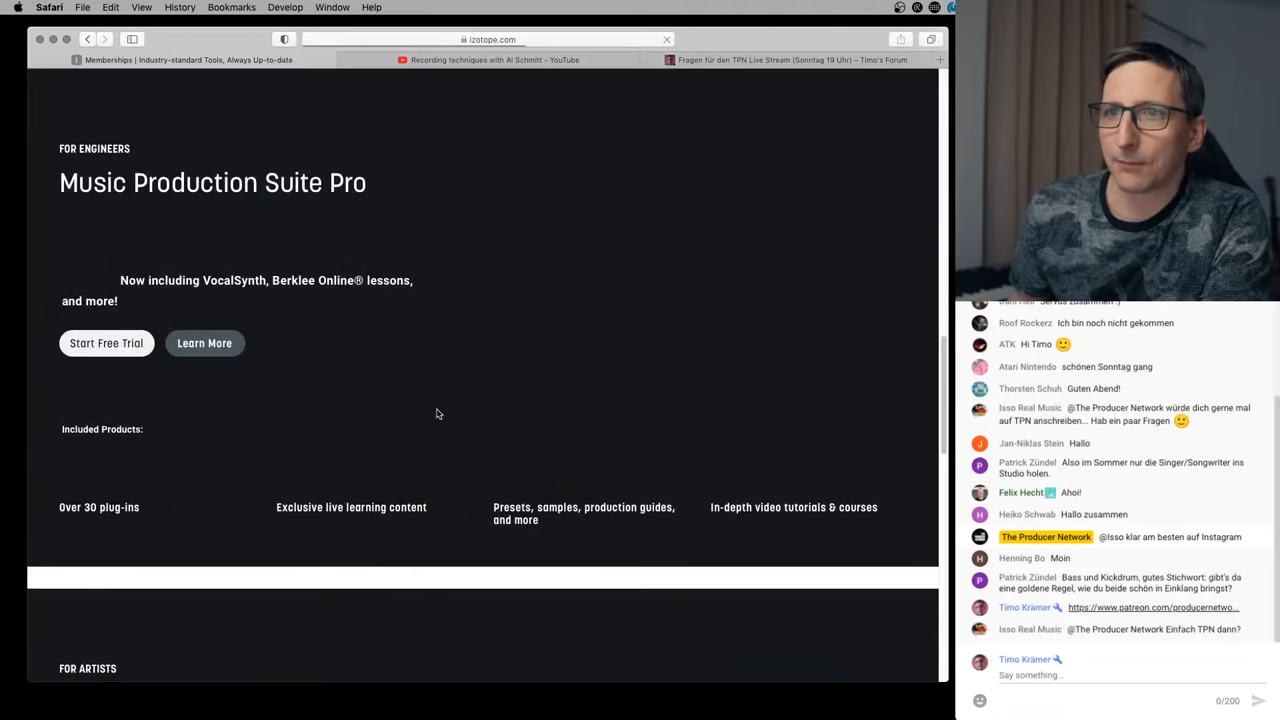 Safari File Edit View History Bookmarks Develop Window Help
izotope.com
Memberships | Industry-standard Tools, Always Up-to-date
Recording techniques with Al Schmitt - YouTube
Fragen für den TPN Live Stream (Sonntag 19 Uhr) – Timo's Forum
FOR ENGINEERS
Music Production Suite Pro
Now including VocalSynth, Berklee Online® lessons,
and more!
Start Free Trial Learn More
Included Products:
Over 30 plug-ins
Exclusive live learning content
Presets, samples, production guides,
and more
In-depth video tutorials & courses
FOR ARTISTS
Servus zusammen :)
Roof Rockerz Ich bin noch nicht gekommen
ATK Hi Timo
Atari Nintendo schönen Sonntag gang
Thorsten Schuh Guten Abend!
Isso Real Music @The Producer Network würde dich gerne mal
auf TPN anschreiben... Hab ein paar Fragen
J Jan-Niklas Stein Hallo
P Patrick Zündel Also im Sommer nur die Singer/Songwriter ins
Studio holen.
Felix Hecht Ahoi!
H Heiko Schwab Hallo zusammen
The Producer Network @Isso klar am besten auf Instagram
H Henning Bo Moin
P Patrick Zündel Bass und Kickdrum, gutes Stichwort: gibt's da
eine goldene Regel, wie du beide schön in Einklang bringst?
Timo Krämer https://www.patreon.com/producernetwo...
Isso Real Music @The Producer Network Einfach TPN dann?
Timo Krämer
Say something...
0/200